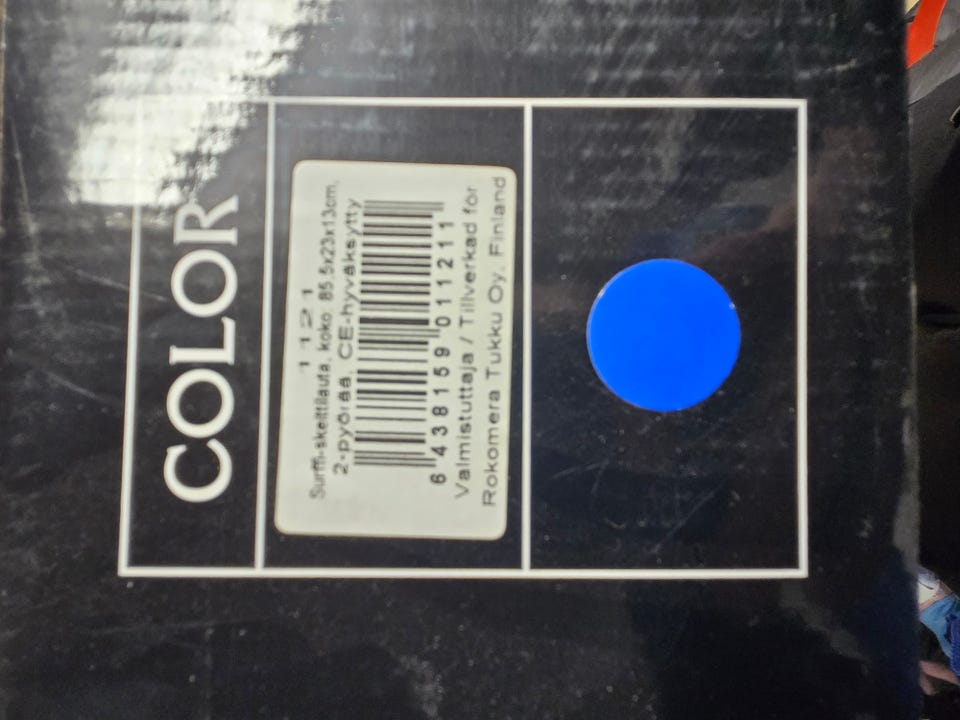 COLOR
1121
Surffi-skeittilauta, koko 85.5x23x13cm,
2-pyörää, CE-hyväksytty
6 438159 011211
Valmistuttaja / Tillverkad för
Rokomera Tukku Oy, Finland